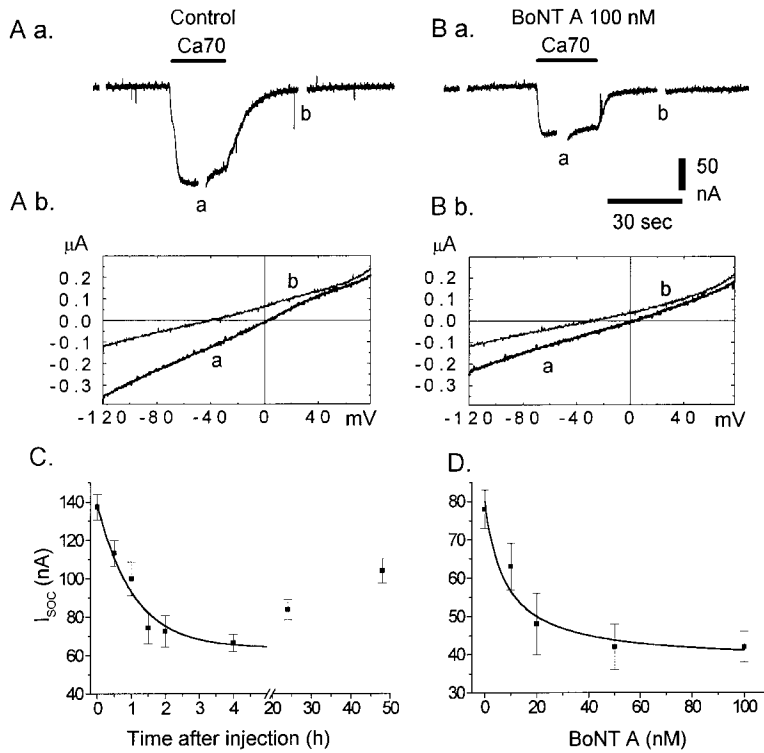 A a.
Control
Ca70
b
a
B a.
BoNT A 100 nM
Ca70
b
a
50
nA
30 sec
A b.
µA
0.2
0.1
0.0
-0.1
-0.2
-0.3
b
a
-120 -80 -40 0 40 mV
B b.
µA
0.2
0.1
0.0
-0.1
-0.2
-0.3
b
a
-120 -80 -40 0 40 mV
C.
I SOC (nA)
140
120
100
80
60
40
0 1 2 3 4 20 30 40 50
Time after injection (h)
D.
80
70
60
50
40
30
0 20 40 60 80 100
BoNT A (nM)